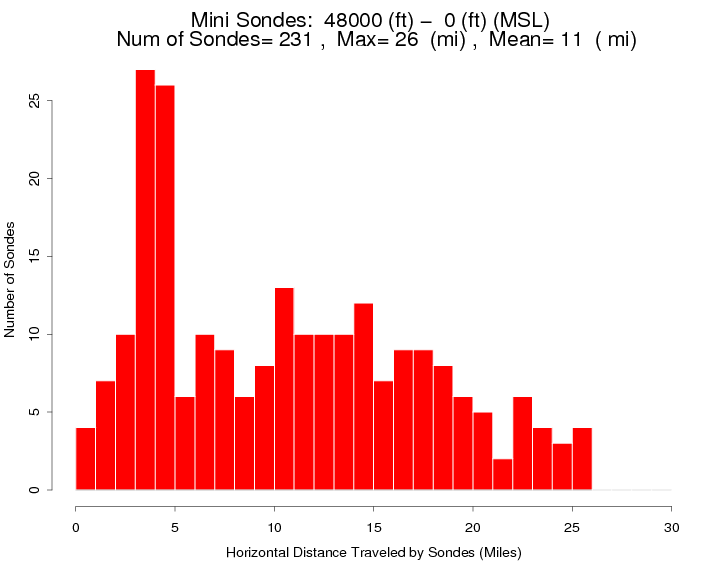 Mini Sondes:  48000 (ft) –  0 (ft) (MSL)
Num of Sondes= 231 ,  Max= 26  (mi) ,  Mean= 11  ( mi)
Number of Sondes
25
20
15
10
5
0
0 5 10 15 20 25 30
Horizontal Distance Traveled by Sondes (Miles)